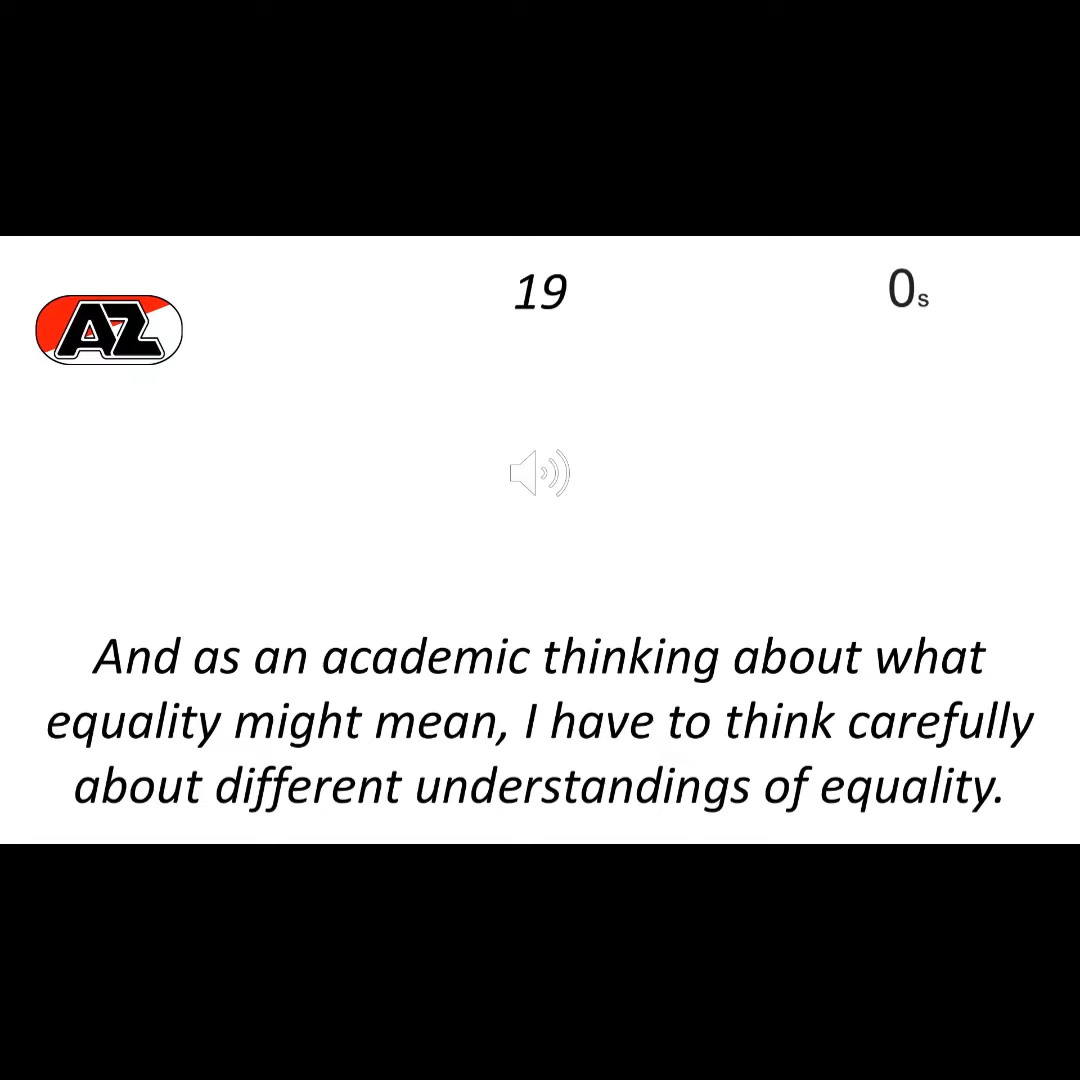 AZ
19
0s
And as an academic thinking about what
equality might mean, I have to think carefully
about different understandings of equality.